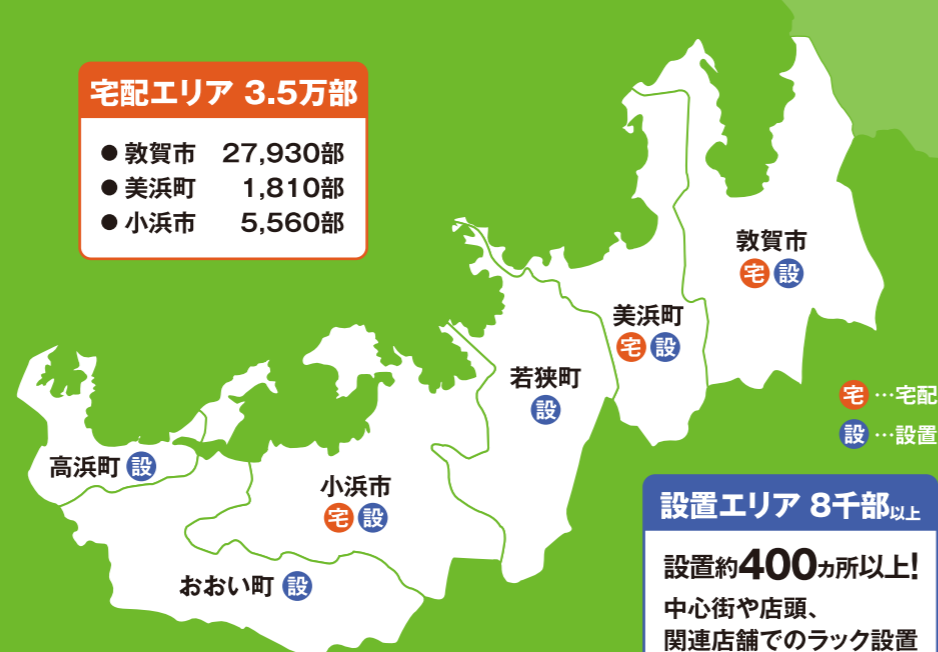 宅配エリア 3.5万部
● 敦賀市 27,930部
● 美浜町 1,810部
● 小浜市 5,560部
敦賀市
宅 設
美浜町
宅 設
若狭町
設
宅 …宅配
設 …設置
高浜町 設
小浜市
宅 設
おおい町 設
設置エリア 8千部以上
設置約400ヵ所以上!
中心街や店頭、
関連店舗でのラック設置